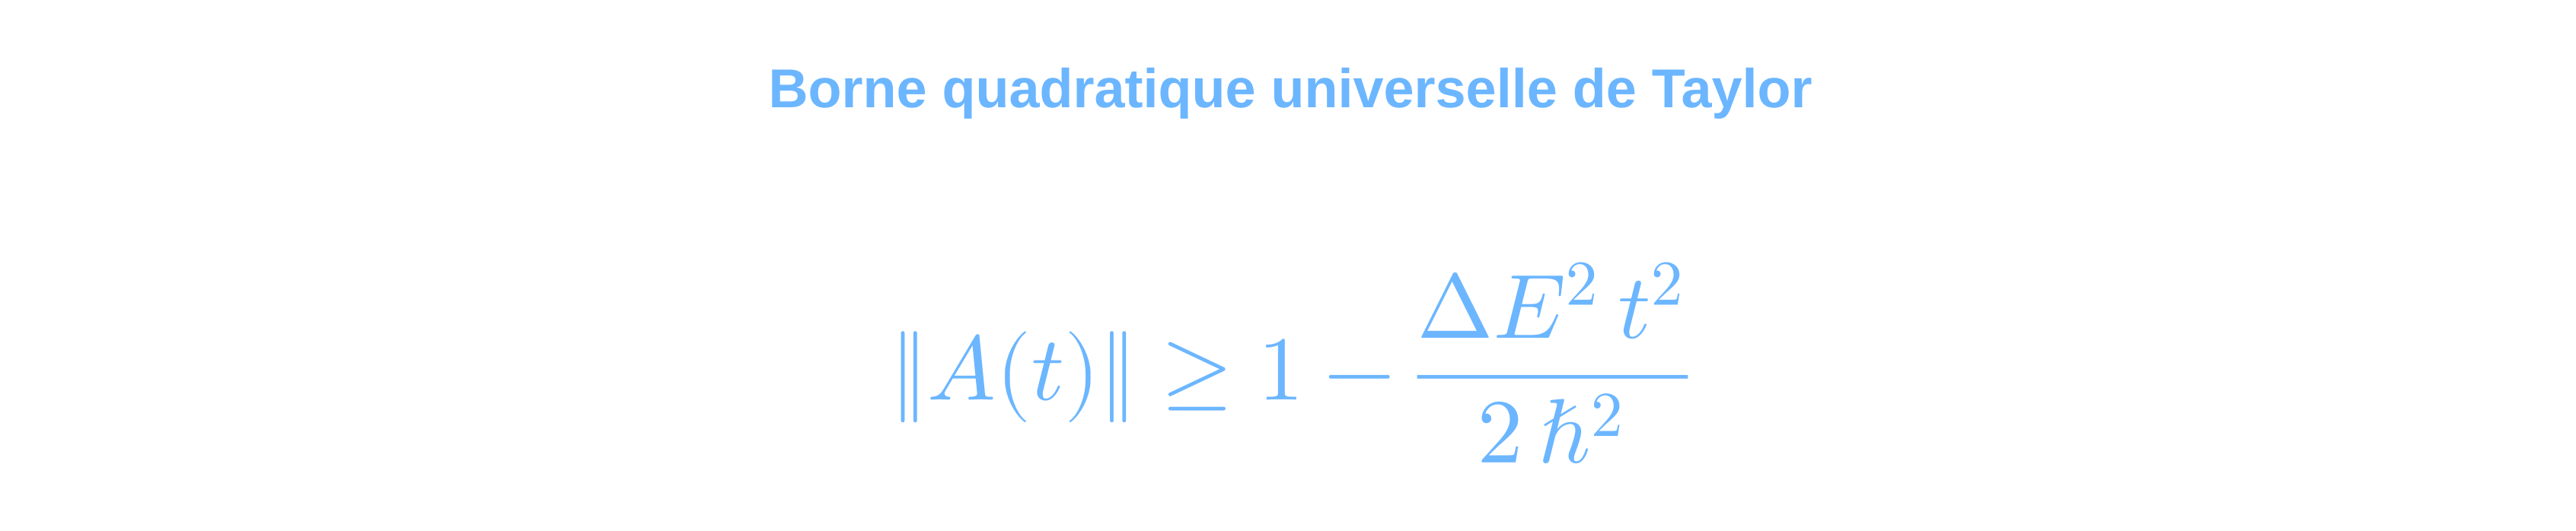 Borne quadratique universelle de Taylor
‖A(t)‖ ≥ 1 − ΔE² t² / 2 ℏ²